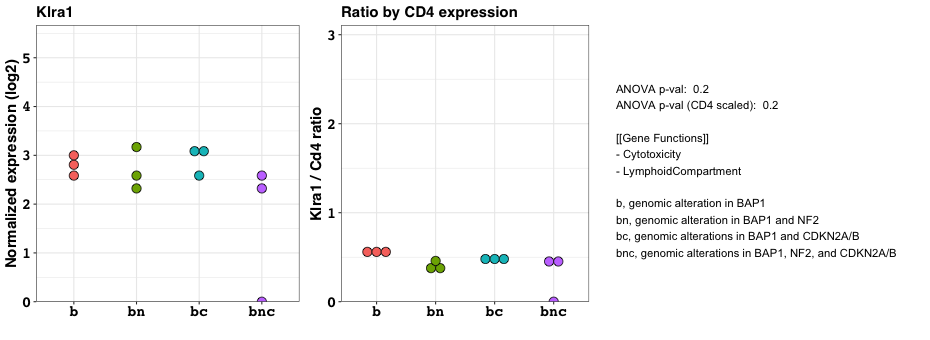 Klra1
Normalized expression (log2)
5
4
3
2
1
0
b
bn
bc
bnc
Ratio by CD4 expression
Klra1 / Cd4 ratio
3
2
1
0
b
bn
bc
bnc
ANOVA p-val:  0.2
ANOVA p-val (CD4 scaled):  0.2
[[Gene Functions]]
- Cytotoxicity
- LymphoidCompartment
b, genomic alteration in BAP1
bn, genomic alteration in BAP1 and NF2
bc, genomic alterations in BAP1 and CDKN2A/B
bnc, genomic alterations in BAP1, NF2, and CDKN2A/B